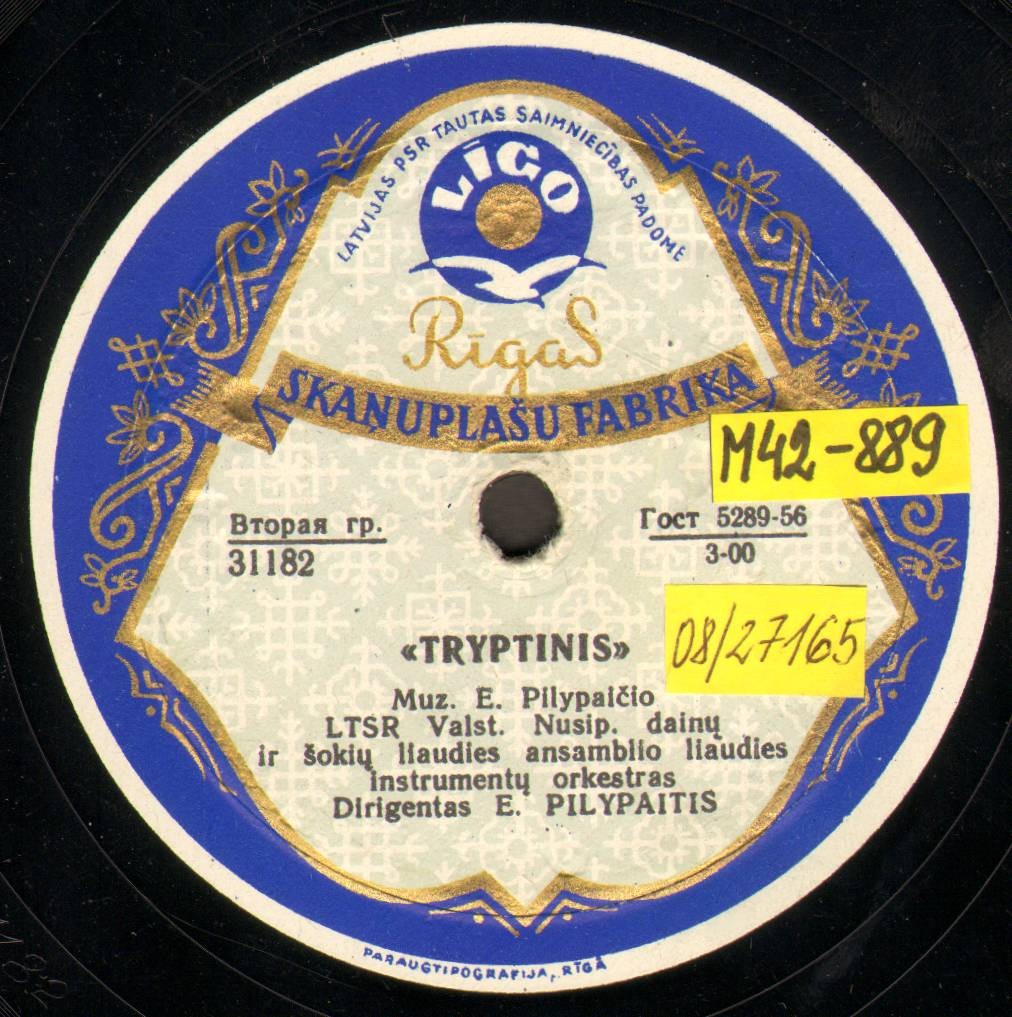 LATVIJAS PSR TAUTAS SAIMNIECĪBAS PADOME
LĪGO
Rīgas
SKAŅUPLAŠU FABRIKA
M42-889
Вторая гр.
31182
Гост 5289-56
3-00
08/27165
«TRYPTINIS»
Muz. E. Pilypaičio
LTSR Valst. Nusip. dainų
ir šokių liaudies ansamblio liaudies
instrumentų orkestras
Dirigentas E. PILYPAITIS
PARAUGTIPOGRAFIJA, RĪGĀ